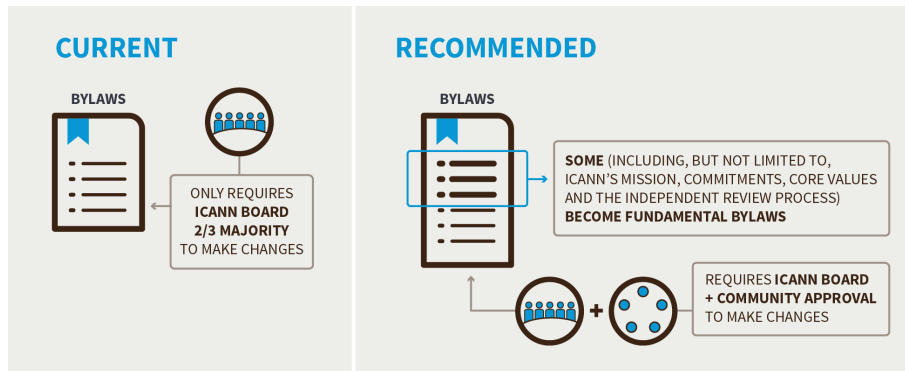 CURRENT
BYLAWS
ONLY REQUIRES
ICANN BOARD
2/3 MAJORITY
TO MAKE CHANGES
RECOMMENDED
BYLAWS
SOME (INCLUDING, BUT NOT LIMITED TO,
ICANN'S MISSION, COMMITMENTS, CORE VALUES
AND THE INDEPENDENT REVIEW PROCESS)
BECOME FUNDAMENTAL BYLAWS
+
REQUIRES ICANN BOARD
+ COMMUNITY APPROVAL
TO MAKE CHANGES